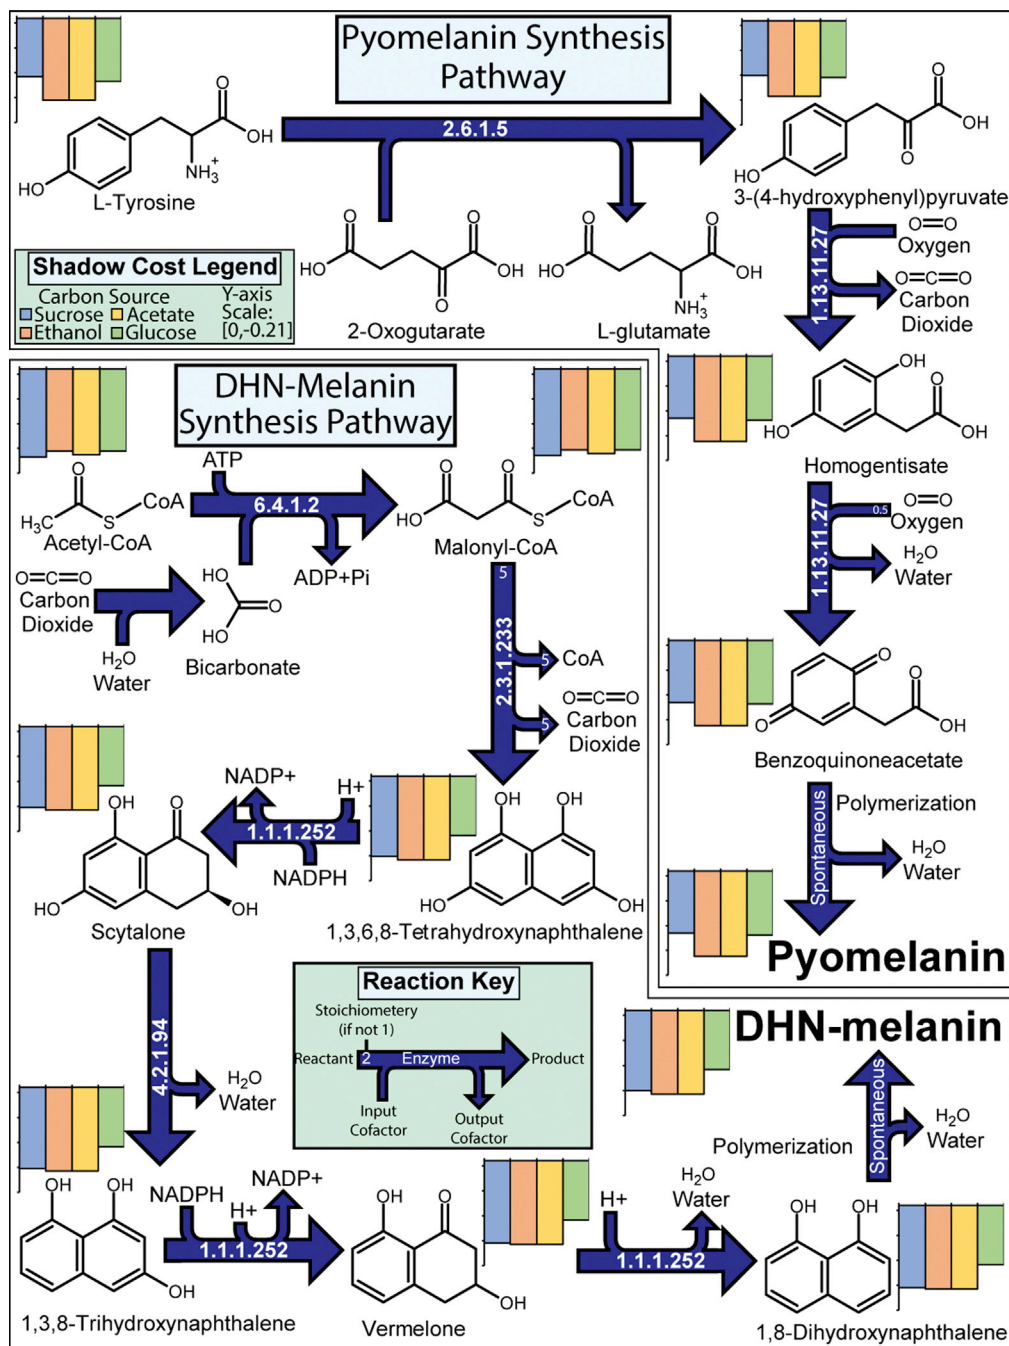 Pyomelanin Synthesis
Pathway
O
OH
NH3+
HO
L-Tyrosine
2.6.1.5
O
OH
O
HO
3-(4-hydroxyphenyl)pyruvate
O
HO
O
OH
O
2-Oxogutarate
O
HO
O
OH
NH3+
L-glutamate
1.13.11.27
O=O
Oxygen
O=C=O
Carbon
Dioxide
Shadow Cost Legend
Carbon Source
Sucrose
Acetate
Ethanol
Glucose
Y-axis
Scale:
[0,-0.21]
OH
O
HO
OH
Homogentisate
1.13.11.27
0.5
O=O
Oxygen
H2O
Water
O
O
O
OH
Benzoquinoneacetate
Spontaneous
Polymerization
H2O
Water
Pyomelanin
DHN-Melanin
Synthesis Pathway
O
H3C
S
CoA
Acetyl-CoA
ATP
6.4.1.2
ADP+Pi
O
O
HO
S
CoA
Malonyl-CoA
O=C=O
Carbon
Dioxide
H2O
Water
HO
O
HO
Bicarbonate
5
2.3.1.233
5
CoA
5
O=C=O
Carbon
Dioxide
OH
OH
HO
OH
1,3,6,8-Tetrahydroxynaphthalene
H+
NADP+
1.1.1.252
NADPH
OH
O
HO
OH
Scytalone
4.2.1.94
H2O
Water
Reaction Key
Stoichiometery
(if not 1)
Reactant
2
Enzyme
Product
Input
Cofactor
Output
Cofactor
OH
OH
OH
1,3,8-Trihydroxynaphthalene
NADPH
H+
NADP+
1.1.1.252
OH
O
OH
Vermelone
H+
H2O
Water
1.1.1.252
OH
OH
1,8-Dihydroxynaphthalene
Polymerization
Spontaneous
H2O
Water
DHN-melanin